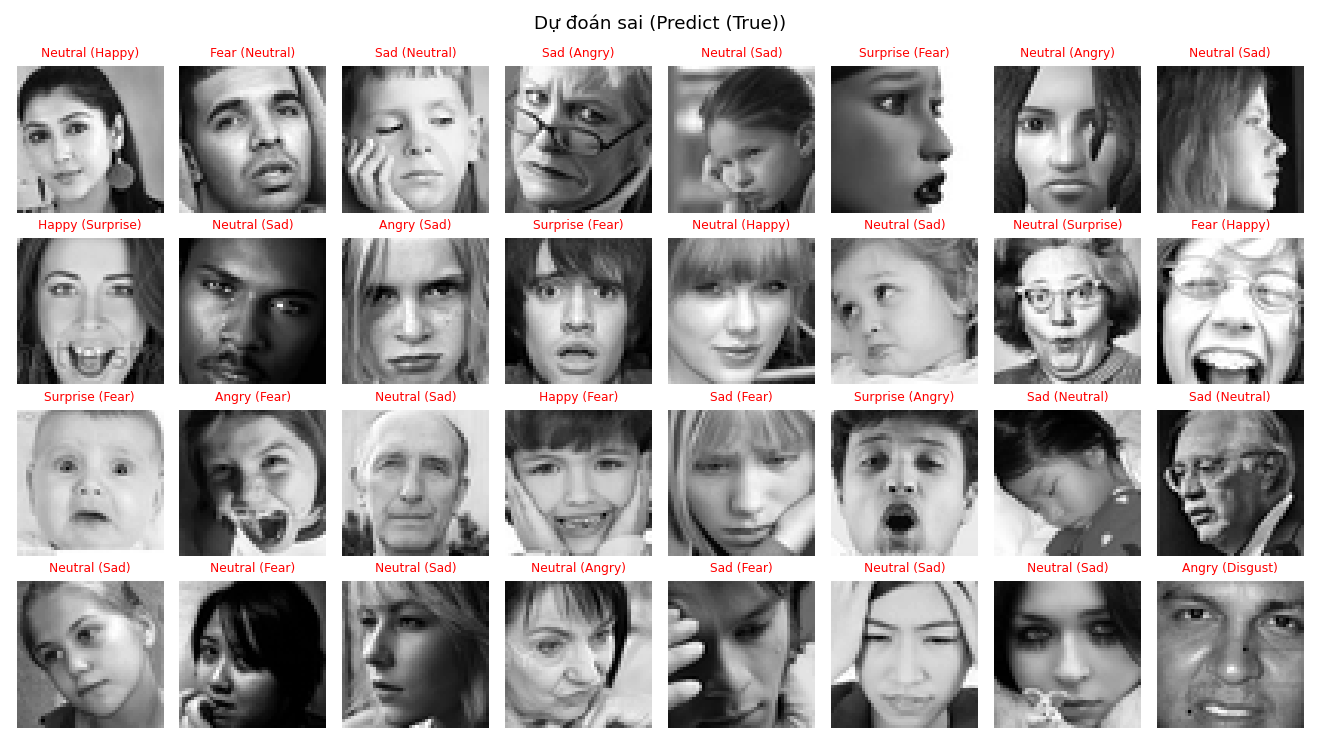 Dự đoán sai (Predict (True))
Neutral (Happy) Fear (Neutral) Sad (Neutral) Sad (Angry) Neutral (Sad) Surprise (Fear) Neutral (Angry) Neutral (Sad)
Happy (Surprise) Neutral (Sad) Angry (Sad) Surprise (Fear) Neutral (Happy) Neutral (Sad) Neutral (Surprise) Fear (Happy)
Surprise (Fear) Angry (Fear) Neutral (Sad) Happy (Fear) Sad (Fear) Surprise (Angry) Sad (Neutral) Sad (Neutral)
Neutral (Sad) Neutral (Fear) Neutral (Sad) Neutral (Angry) Sad (Fear) Neutral (Sad) Neutral (Sad) Angry (Disgust)